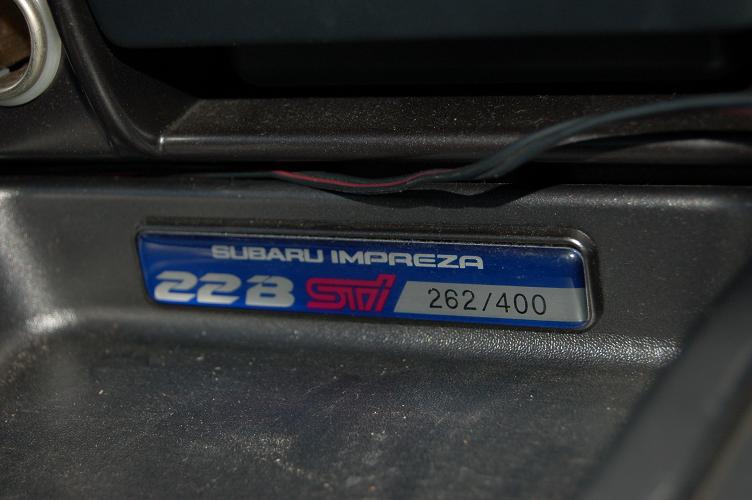 SUBARU IMPREZA
22B STi 262/400